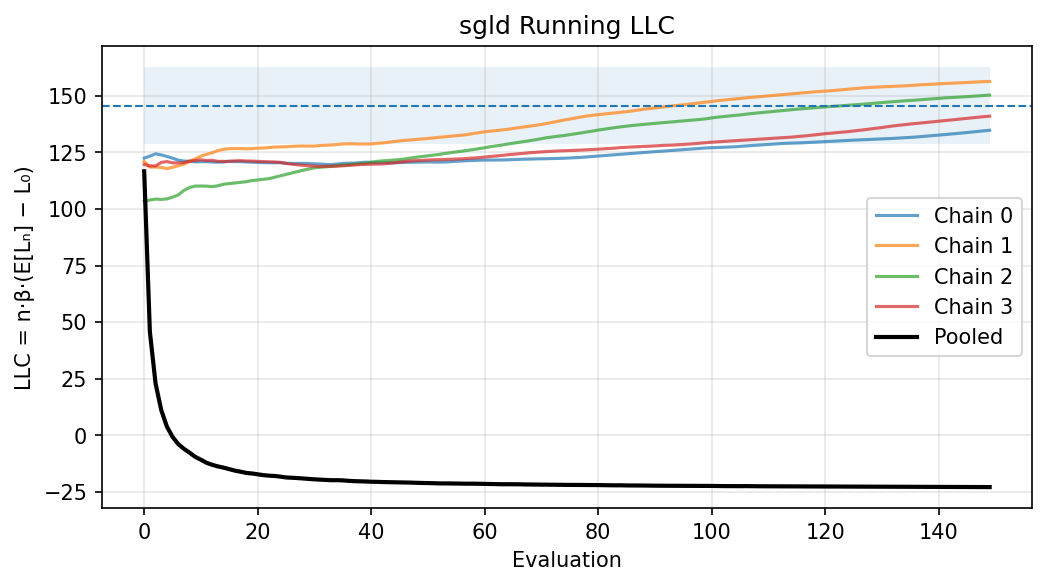 sgld Running LLC
LLC = n·β·(E[Lₙ] − L₀)
150
125
100
75
50
25
0
−25
Chain 0
Chain 1
Chain 2
Chain 3
Pooled
0 20 40 60 80 100 120 140
Evaluation